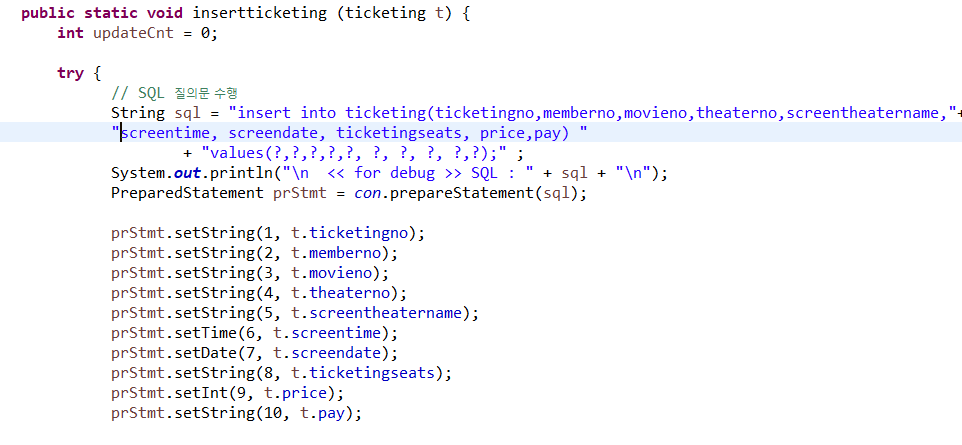 public static void insertticketing (ticketing t) {
int updateCnt = 0;
try {
// SQL 질의문 수행
String sql = "insert into ticketing(ticketingno,memberno,movieno,theaterno,screentheatername,"+
"screentime, screendate, ticketingseats, price,pay) "
+ "values(?,?,?,?,?, ?, ?, ?, ?,?);" ;
System.out.println("\n  << for debug >> SQL : " + sql + "\n");
PreparedStatement prStmt = con.prepareStatement(sql);
prStmt.setString(1, t.ticketingno);
prStmt.setString(2, t.memberno);
prStmt.setString(3, t.movieno);
prStmt.setString(4, t.theaterno);
prStmt.setString(5, t.screentheatername);
prStmt.setTime(6, t.screentime);
prStmt.setDate(7, t.screendate);
prStmt.setString(8, t.ticketingseats);
prStmt.setInt(9, t.price);
prStmt.setString(10, t.pay);